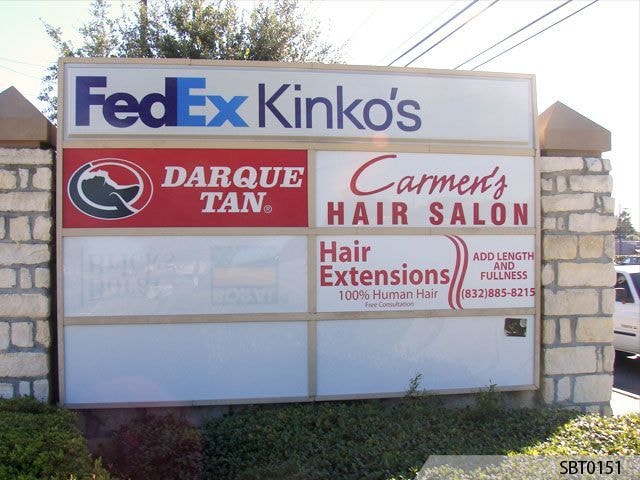 FedEx Kinko's
DARQUE
TAN®
Carmen's
HAIR SALON
Hair
Extensions
100% Human Hair
Free Consultation
ADD LENGTH
AND
FULLNESS
(832)885-8215
SBT0151